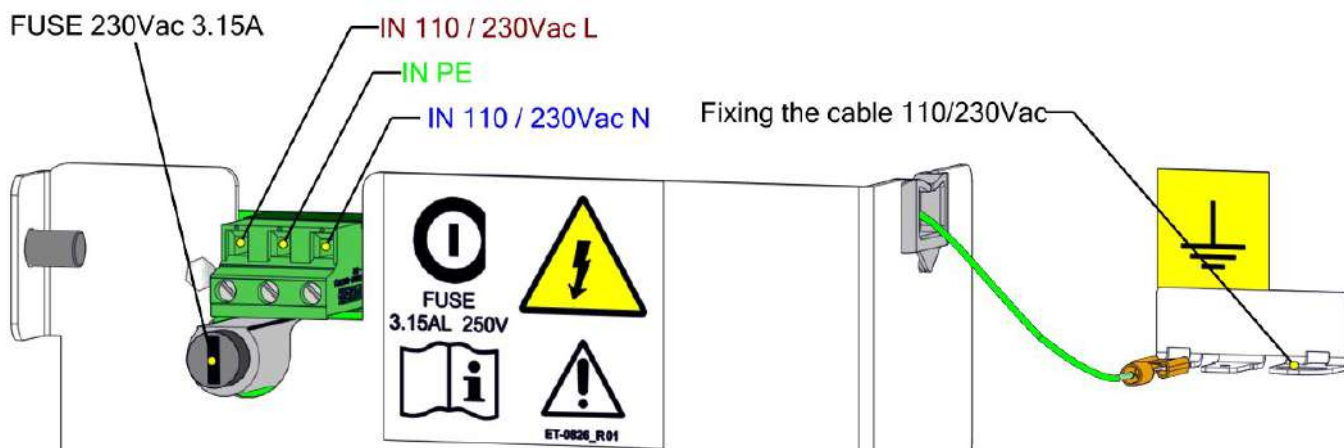 FUSE 230Vac 3.15A
IN 110 / 230Vac L
IN PE
IN 110 / 230Vac N
Fixing the cable 110/230Vac
FUSE
3.15AL 250V
ET-0826_R01